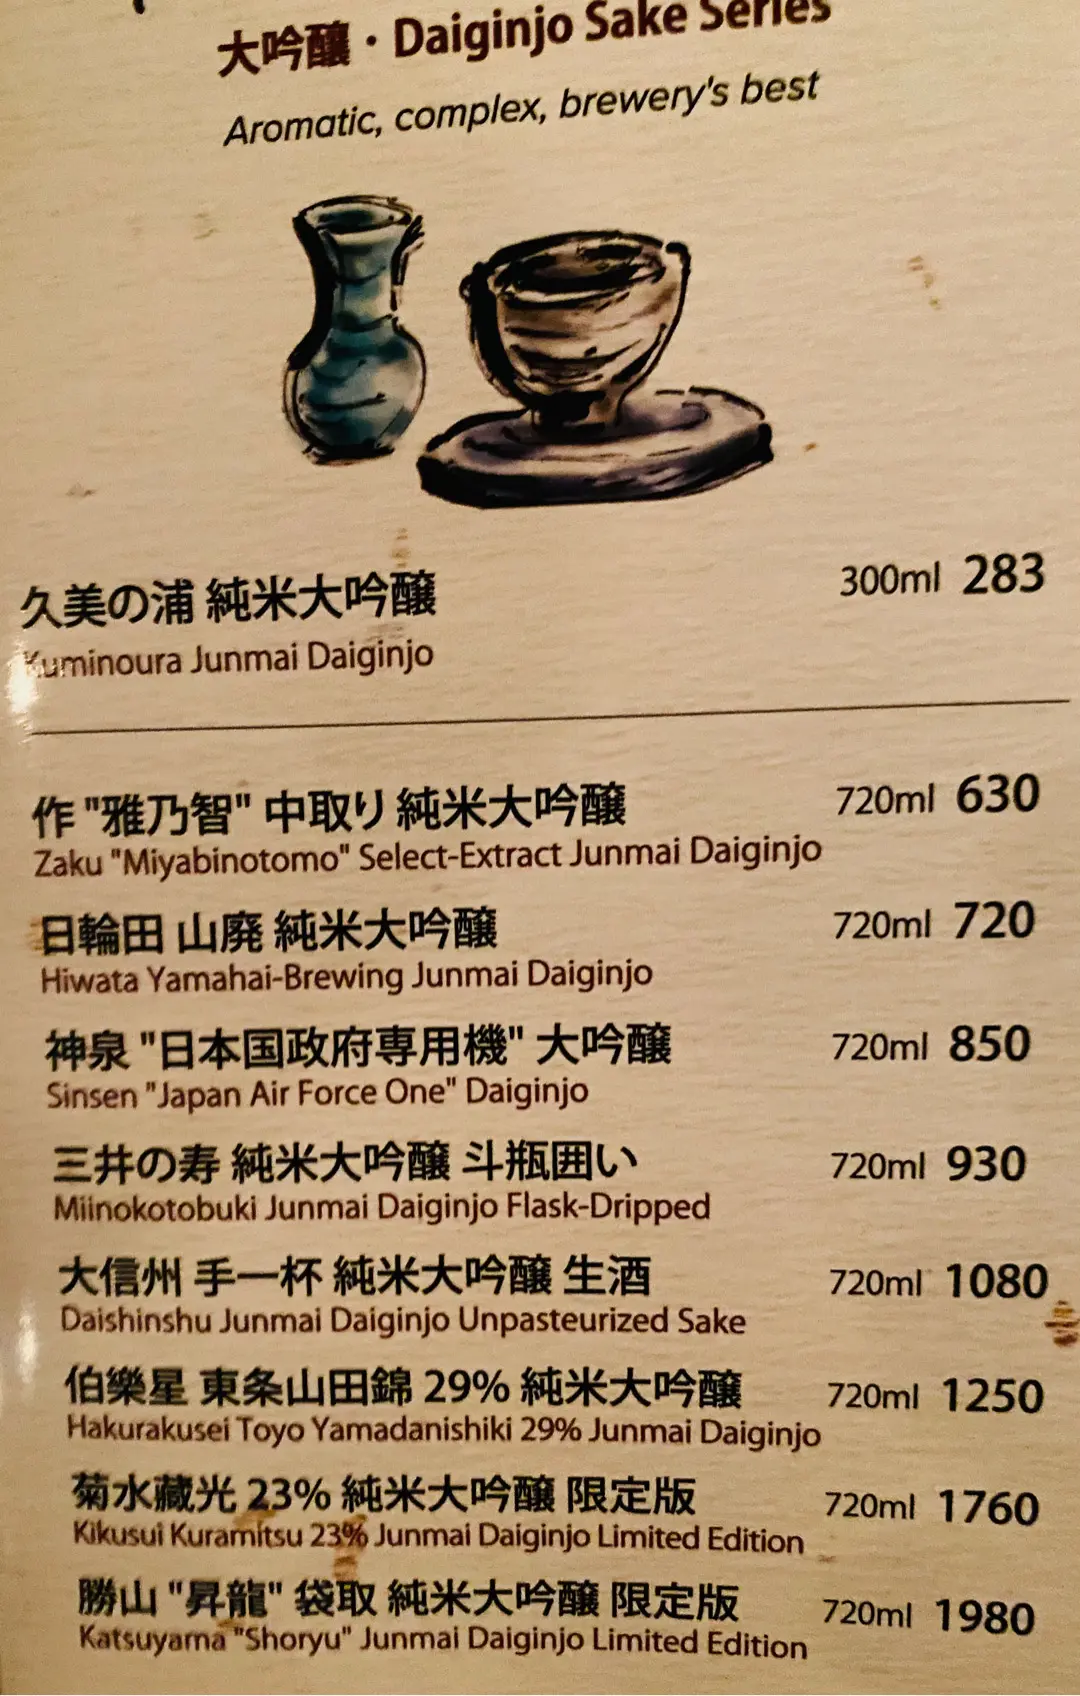 大吟醸・Daiginjo Sake Series
Aromatic, complex, brewery's best
久美の浦 純米大吟醸 300ml 283
Kuminoura Junmai Daiginjo
作 "雅乃智" 中取り 純米大吟醸 720ml 630
Zaku "Miyabinotomo" Select-Extract Junmai Daiginjo
日輪田 山廃 純米大吟醸 720ml 720
Hiwata Yamahai-Brewing Junmai Daiginjo
神泉 "日本国政府専用機" 大吟醸 720ml 850
Sinsen "Japan Air Force One" Daiginjo
三井の寿 純米大吟醸 斗瓶囲い 720ml 930
Miinokotobuki Junmai Daiginjo Flask-Dripped
大信州 手一杯 純米大吟醸 生酒 720ml 1080
Daishinshu Junmai Daiginjo Unpasteurized Sake
伯樂星 東条山田錦 29% 純米大吟醸 720ml 1250
Hakurakusei Toyo Yamadanishiki 29% Junmai Daiginjo
菊水藏光 23% 純米大吟醸 限定版 720ml 1760
Kikusui Kuramitsu 23% Junmai Daiginjo Limited Edition
勝山 "昇龍" 袋取 純米大吟醸 限定版 720ml 1980
Katsuyama "Shoryu" Junmai Daiginjo Limited Edition